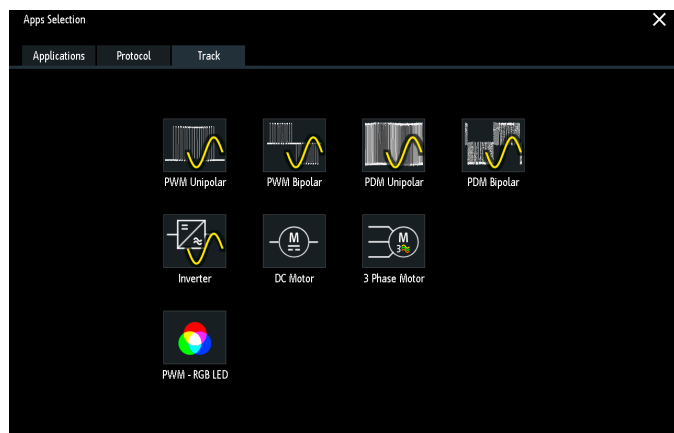 Apps Selection
Applications Protocol Track
PWM Unipolar PWM Bipolar PDM Unipolar PDM Bipolar
M M
3
Inverter DC Motor 3 Phase Motor
PWM - RGB LED